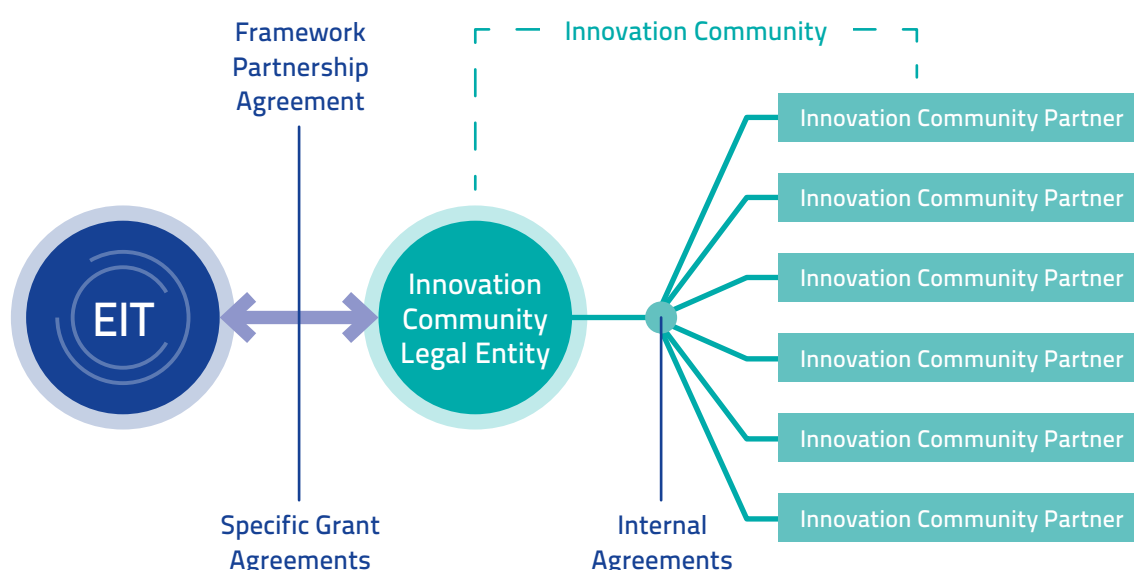 Framework
Partnership
Agreement
Innovation Community
EIT
Innovation
Community
Legal Entity
Innovation Community Partner
Innovation Community Partner
Innovation Community Partner
Innovation Community Partner
Innovation Community Partner
Innovation Community Partner
Specific Grant
Agreements
Internal
Agreements